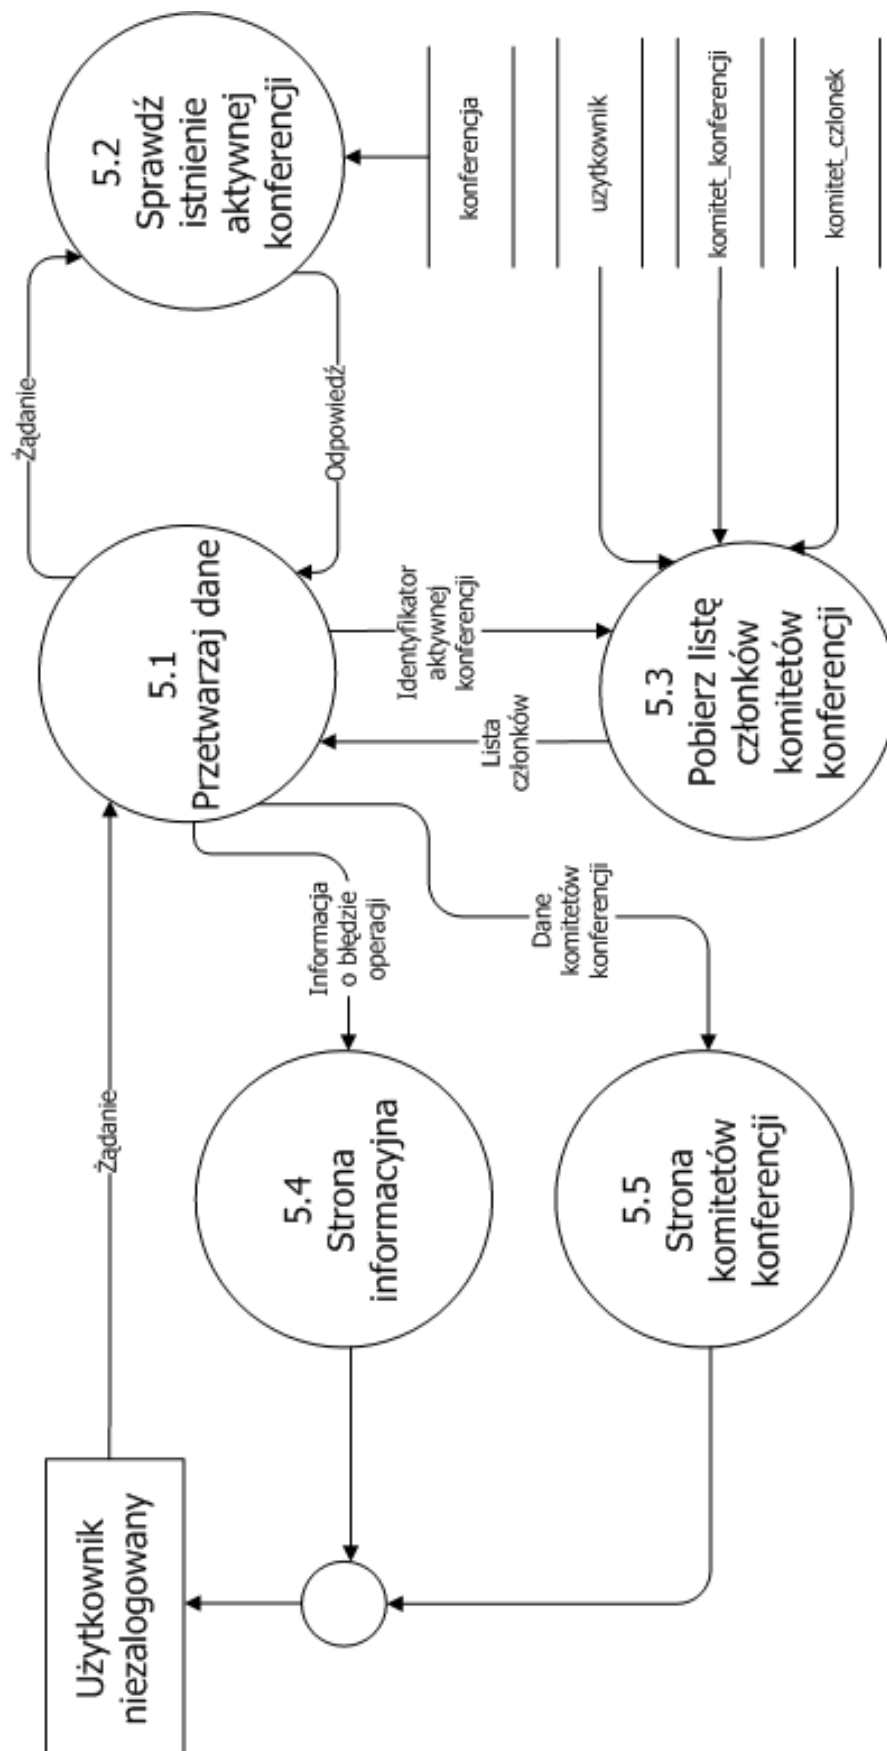 Użytkownik
niezalogowany
Żądanie
5.1
Przetwarzaj dane
Żądanie
Odpowiedź
5.2
Sprawdź
istnienie
aktywnej
konferencji
konferencja
uzytkownik
komitet_konferencji
komitet_czlonek
Identyfikator
aktywnej
konferencji
Lista
członków
5.3
Pobierz listę
członków
komitetów
konferencji
Informacja
o błędzie
operacji
Dane
komitetów
konferencji
5.4
Strona
informacyjna
5.5
Strona
komitetów
konferencji